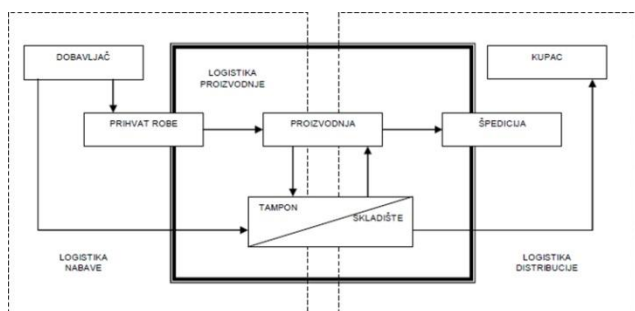 DOBAVLJAČ
KUPAC
LOGISTIKA
PROIZVODNJE
PRIHVAT ROBE
PROIZVODNJA
ŠPEDICIJA
TAMPON
SKLADIŠTE
LOGISTIKA
NABAVE
LOGISTIKA
DISTRIBUCIJE